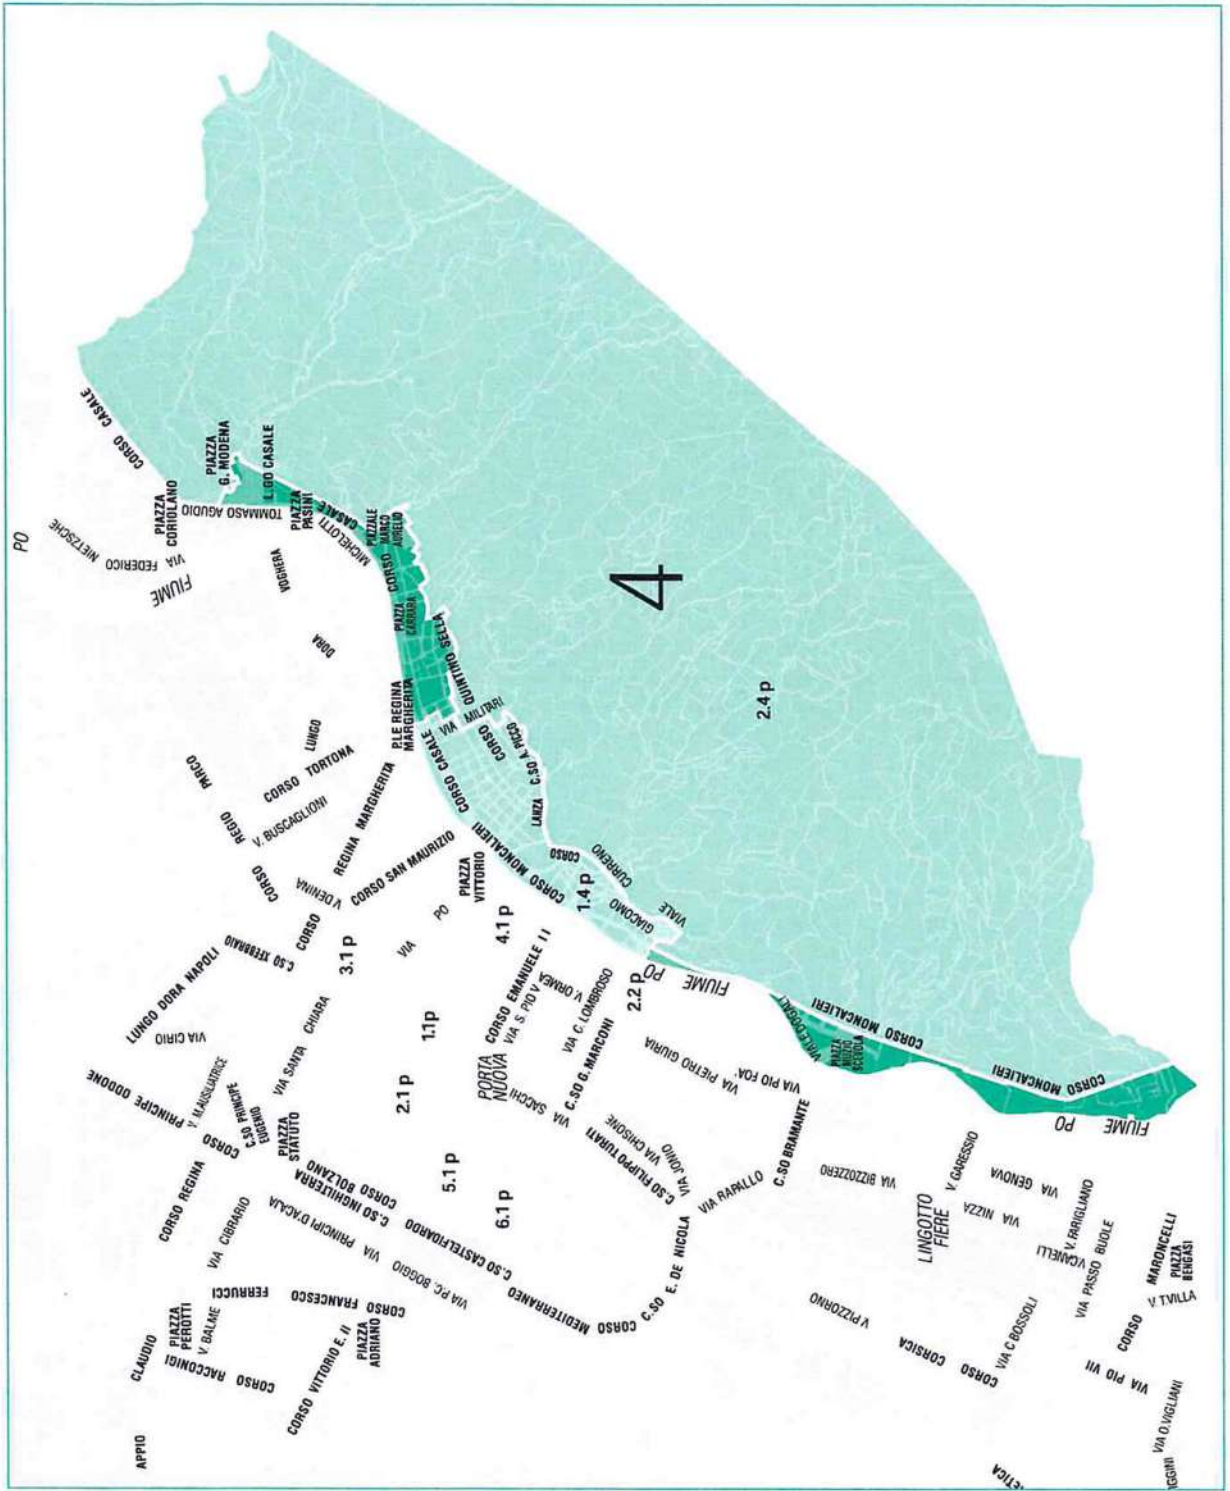 PO
CORSO CASALE
PIAZZA
G. MODENA
L.GO CASALE
PIAZZA
CORIOLANO
TOMMASO AGUDIO
PIAZZA
PASINI
VIA FEDERICO NIETZSCHE
FIUME
CASALE
MICHELOTTI
PIAZZALE
MARCO
AURELIO
VOGHERA
CORSO
PIAZZA
CARRARA
DORA
QUINTINO SELLA
4
P.LE REGINA
MARGHERITA
VIA MILITARI
2.4 p
LUNGO
CORSO
C.SO A. PICCO
PARCO
CORSO TORTONA
CORSO CASALE
LANZA
REGIO
V. BUSCAGLIONI
REGINA MARGHERITA
CORSO MONCALIERI
CORSO
CORSO
V DENINA
CORSO SAN MAURIZIO
PIAZZA
VITTORIO
CURRENO
1.4 p
GIACOMO
VIALE
CORSO
VIA
PO
4.1 p
C.SO XI FEBBRAIO
3.1 p
LUNGO DORA NAPOLI
CORSO EMANUELE II
VIA S. PIO V
V. ORMEA
VIA C. LOMBROSO
2.2 p
PO
FIUME
VIA CIRIO
VIA SANTA CHIARA
1.1p
PORTA
NUOVA
C.SO G. MARCONI
VIALE DOGALI
CORSO MONCALIERI
PIAZZA
MUZIO
SCEVOLA
CORSO PRINCIPE ODDONE
V. M.AUSILIATRICE
C.SO PRINCIPE
EUGENIO
2.1 p
VIA SACCHI
VIA PIETRO GIURIA
VIA PIO FOA'
CORSO MONCALIERI
PIAZZA
STATUTO
C.SO FILIPPO TURATI
VIA CHISONE
VIA JONIO
C.SO BRAMANTE
PO
FIUME
CORSO REGINA
C.SO INGHILTERRA
CORSO BOLZANO
5.1 p
VIA RAPALLO
VIA BIZZOZZERO
V. GARESSIO
VIA GENOVA
VIA CIBRARIO
VIA PRINCIPI D'ACAJA
C.SO CASTELFIDARDO
6.1 p
C.SO E. DE NICOLA
LINGOTTO
FIERE
VIA NIZZA
V. FARIGLIANO
CORSO FRANCESCO FERRUCCI
VIA P.C. BOGGIO
CORSO MEDITERRANEO
V.CANELLI
VIA PASSO BUOLE
MARONCELLI
PIAZZA
BENGASI
PIAZZA
PEROTTI
V. BALME
V.PIZZORNO
VIA C BOSSOLI
V. T.VILLA
CLAUDIO
CORSO RACCONIGI
CORSO VITTORIO E. II
PIAZZA
ADRIANO
CORSO CORSICA
CORSO
VIA PIO VII
APPIO
VIA O.VIGLIANI
ETICA
IGGINI